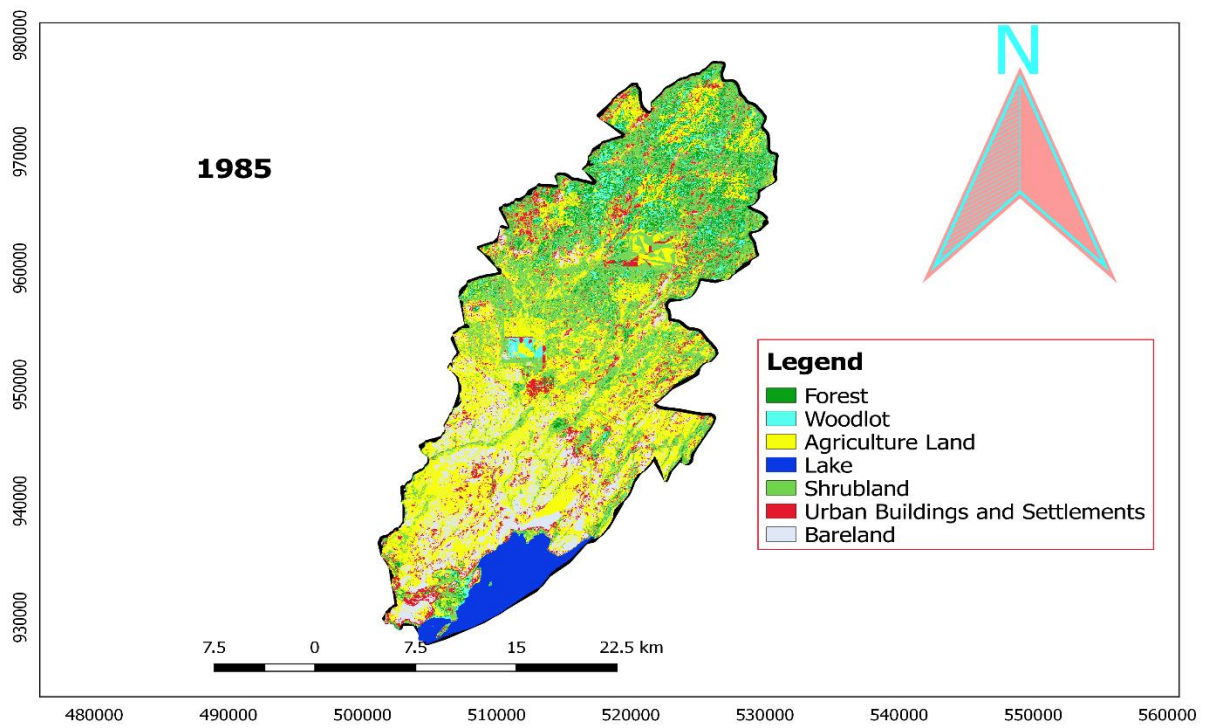 N
1985
Legend
Forest
Woodlot
Agriculture Land
Lake
Shrubland
Urban Buildings and Settlements
Bareland
7.5 0 7.5 15 22.5 km
980000
970000
960000
950000
940000
930000
480000 490000 500000 510000 520000 530000 540000 550000 560000